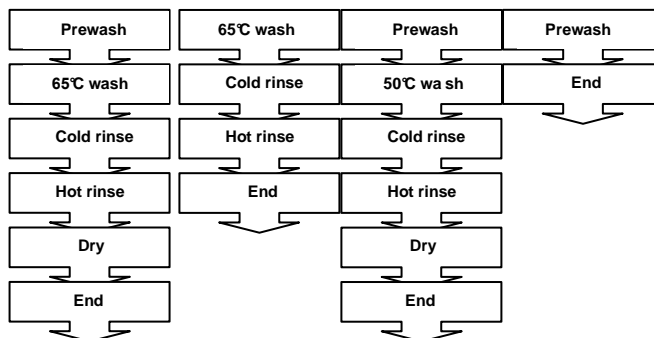 Prewash
65°C wash
Cold rinse
Hot rinse
Dry
End
65°C wash
Cold rinse
Hot rinse
End
Prewash
50°C wa sh
Cold rinse
Hot rinse
Dry
End
Prewash
End